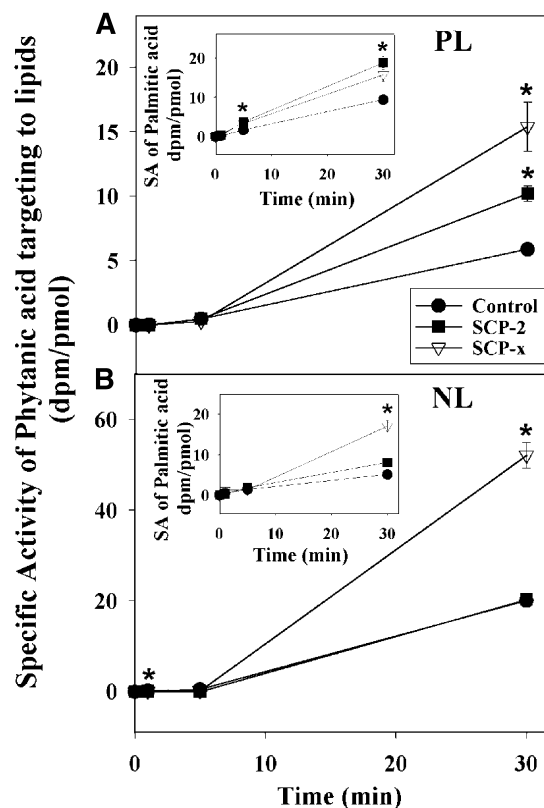 Specific Activity of Phytanic acid targeting to lipids
(dpm/pmol)
A
PL
20
15
10
5
0
*
*
SA of Palmitic acid
dpm/pmol
20
10
0
*
*
0
10
20
30
Time (min)
Control
SCP-2
SCP-x
B
NL
60
40
20
0
*
*
SA of Palmitic acid
dpm/pmol
20
10
0
*
0
10
20
30
Time (min)
0
10
20
30
Time (min)